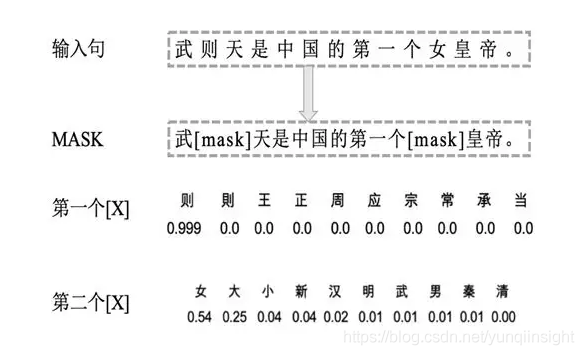 输入句 武则天是中国的第一个女皇帝。
MASK 武[mask]天是中国的第一个[mask]皇帝。
第一个[X] 则 則 王 正 周 应 宗 常 承 当
0.999 0.0 0.0 0.0 0.0 0.0 0.0 0.0 0.0 0.0
第二个[X] 女 大 小 新 汉 明 武 男 秦 清
0.54 0.25 0.04 0.04 0.02 0.01 0.01 0.01 0.01 0.00
https://blog.csdn.net/yunqiinsight